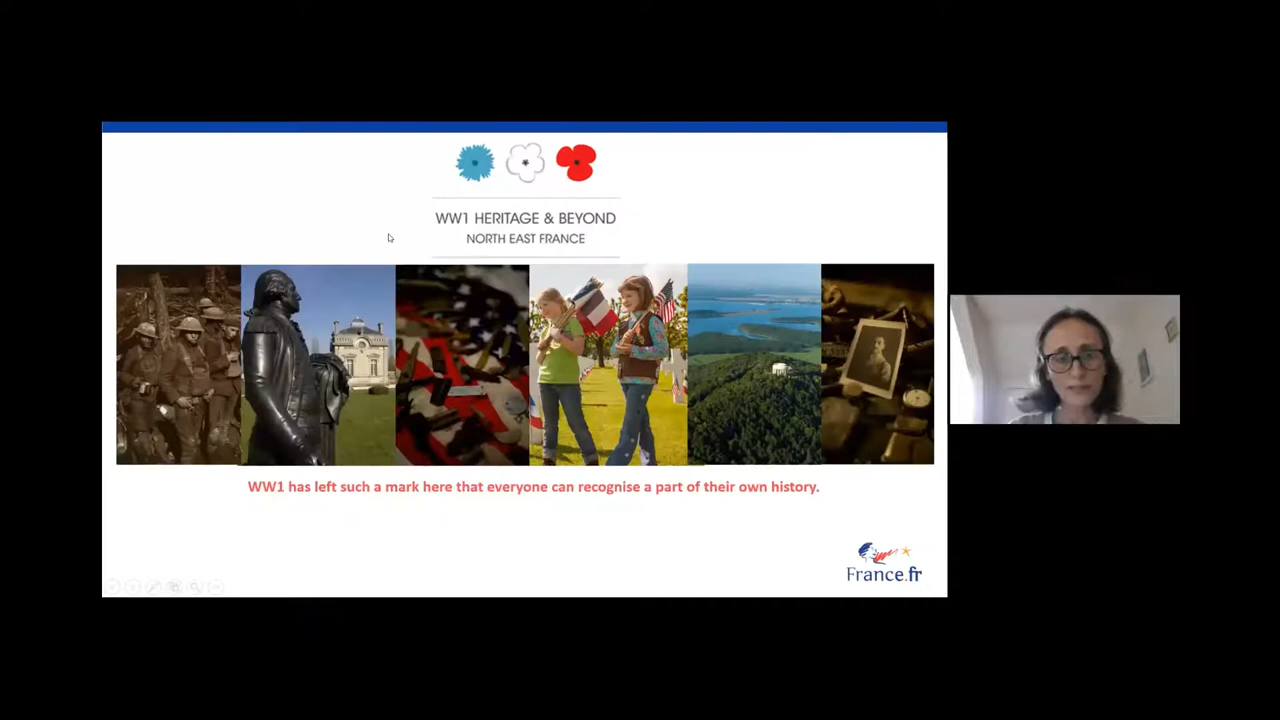 WW1 HERITAGE & BEYOND
NORTH EAST FRANCE
WW1 has left such a mark here that everyone can recognise a part of their own history.
France.fr